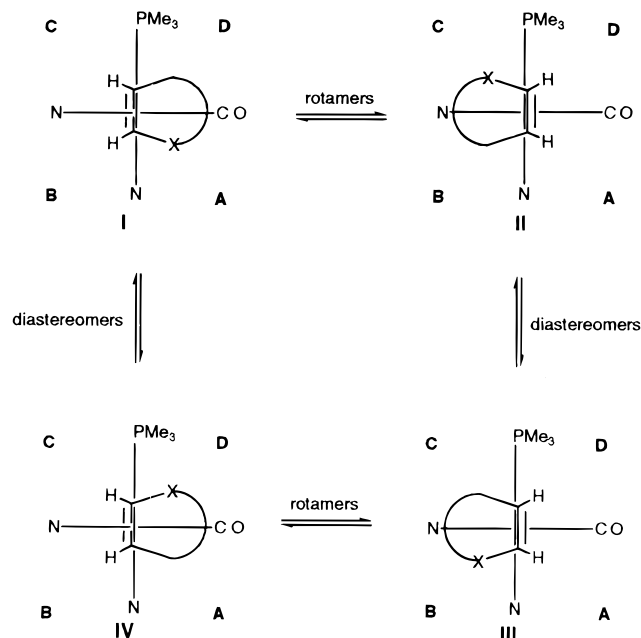 PMe3
C D
H
N CO
H X
B A
N
I
rotamers
PMe3
C D
X H
N CO
H
B A
N
II
diastereomers
diastereomers
PMe3
C D
H X
N CO
H
B A
N
IV
rotamers
PMe3
C D
H
N CO
X H
B A
N
III